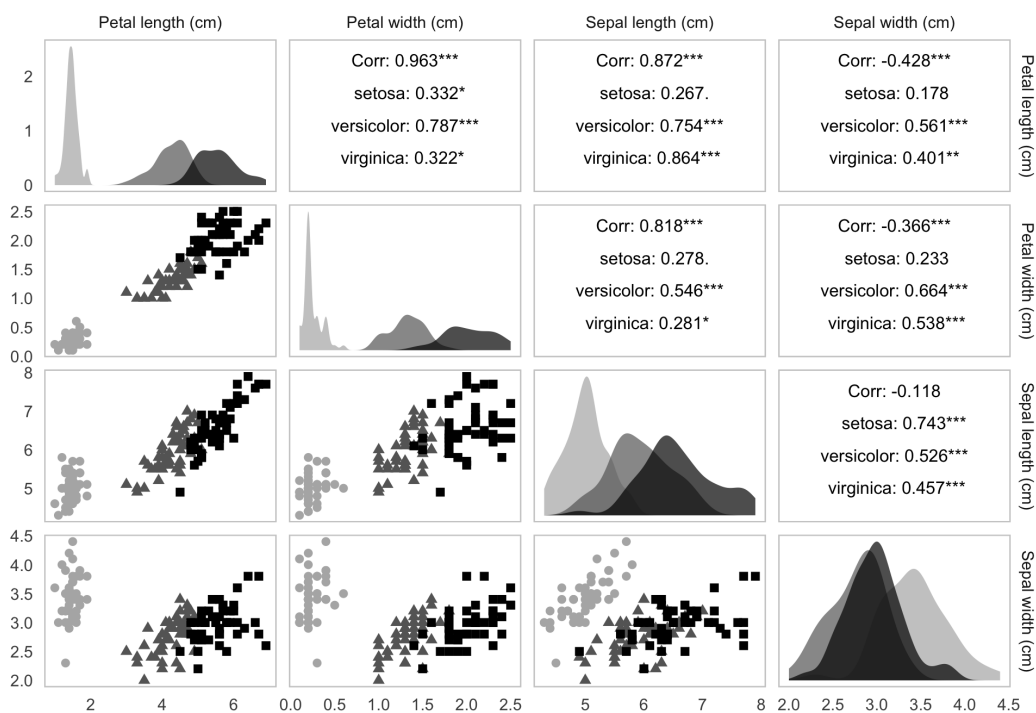 Petal length (cm) Petal width (cm) Sepal length (cm) Sepal width (cm)
2
1
0
Corr: 0.963***
setosa: 0.332*
versicolor: 0.787***
virginica: 0.322*
Corr: 0.872***
setosa: 0.267.
versicolor: 0.754***
virginica: 0.864***
Corr: -0.428***
setosa: 0.178
versicolor: 0.561***
virginica: 0.401**
Petal length (cm)
2.5
2.0
1.5
1.0
0.5
0.0
Corr: 0.818***
setosa: 0.278.
versicolor: 0.546***
virginica: 0.281*
Corr: -0.366***
setosa: 0.233
versicolor: 0.664***
virginica: 0.538***
Petal width (cm)
8
7
6
5
Corr: -0.118
setosa: 0.743***
versicolor: 0.526***
virginica: 0.457***
Sepal length (cm)
4.5
4.0
3.5
3.0
2.5
2.0
Sepal width (cm)
2 4 6 0.0 0.5 1.0 1.5 2.0 2.5 5 6 7 8 2.0 2.5 3.0 3.5 4.0 4.5